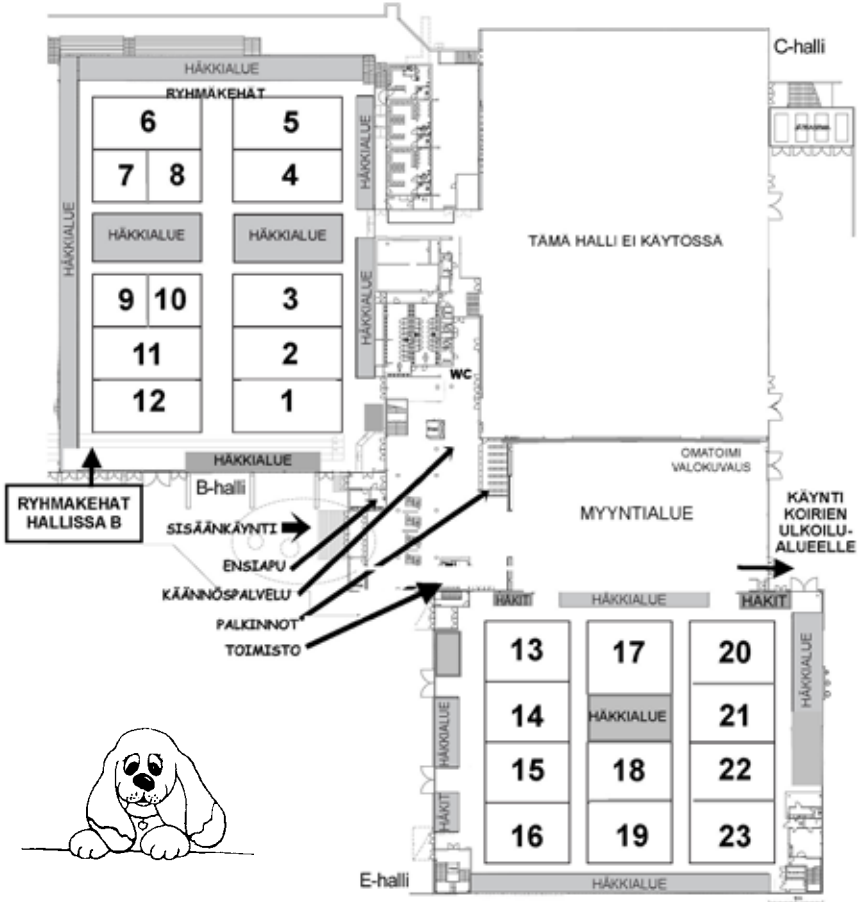 C-halli
HÄKKIALUE
RYHMÄKEHÄT
6
5
7
8
4
HÄKKIALUE
HÄKKIALUE
HÄKKIALUE
HÄKKIALUE
TÄMÄ HALLI EI KÄYTÖSSÄ
9
10
3
HÄKKIALUE
11
2
WC
12
1
HÄKKIALUE
B-halli
RYHMÄKEHÄT
HALLISSA B
OMATOIMI
VALOKUVAUS
MYYNTIALUE
KÄYNTI
KOIRIEN
ULKOILU-
ALUEELLE
SISÄÄNKÄYNTI
ENSIAPU
KÄÄNNÖSPALVELU
PALKINNOT
TOIMISTO
HÄKIT
HÄKKIALUE
HÄKIT
13
17
20
HÄKKIALUE
14
HÄKKIALUE
21
HÄKKIALUE
15
18
22
HÄKIT
16
19
23
E-halli
HÄKKIALUE